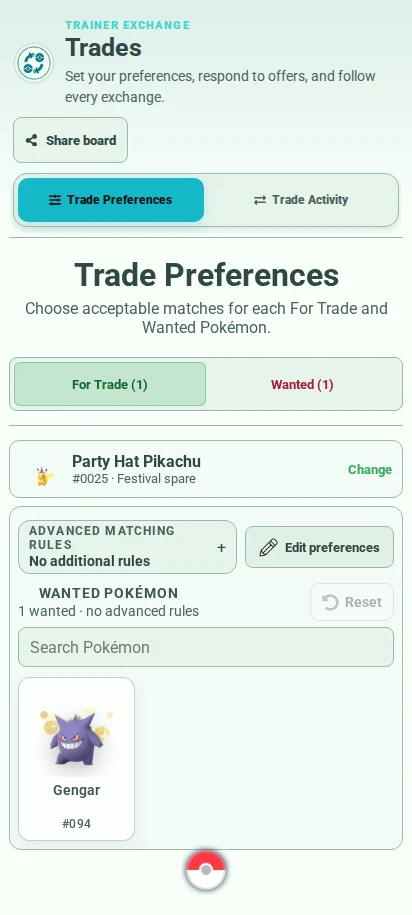 TRAINER EXCHANGE
Trades
Set your preferences, respond to offers, and follow
every exchange.
Share board
Trade Preferences
Trade Activity
Trade Preferences
Choose acceptable matches for each For Trade and
Wanted Pokémon.
For Trade (1)
Wanted (1)
Party Hat Pikachu
#0025 · Festival spare
Change
ADVANCED MATCHING
RULES
No additional rules
+
Edit preferences
WANTED POKÉMON
1 wanted · no advanced rules
Reset
Search Pokémon
Gengar
#094